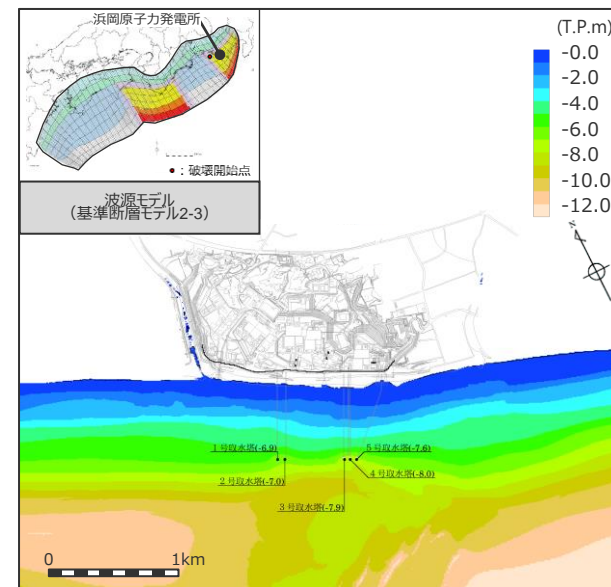 浜岡原子力発電所
●：破壊開始点
波源モデル
（基準断層モデル2-3）
(T.P.m)
-0.0
-2.0
-4.0
-6.0
-8.0
-10.0
-12.0
1号取水塔(-6.9)
5号取水塔(-7.6)
2号取水塔(-7.0)
4号取水塔(-8.0)
3号取水塔(-7.9)
0 1km